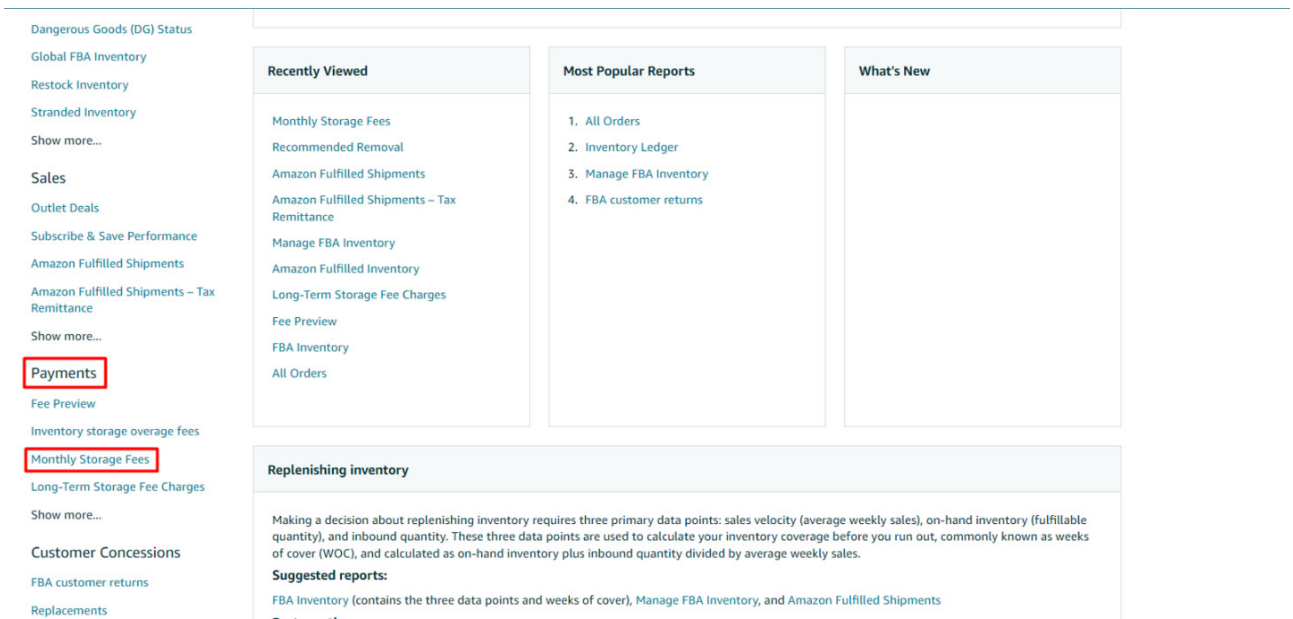 Dangerous Goods (DG) Status
Global FBA Inventory
Restock Inventory
Stranded Inventory
Show more...
Sales
Outlet Deals
Subscribe & Save Performance
Amazon Fulfilled Shipments
Amazon Fulfilled Shipments – Tax
Remittance
Show more...
Payments
Fee Preview
Inventory storage overage fees
Monthly Storage Fees
Long-Term Storage Fee Charges
Show more...
Customer Concessions
FBA customer returns
Replacements
Recently Viewed
Monthly Storage Fees
Recommended Removal
Amazon Fulfilled Shipments
Amazon Fulfilled Shipments – Tax
Remittance
Manage FBA Inventory
Amazon Fulfilled Inventory
Long-Term Storage Fee Charges
Fee Preview
FBA Inventory
All Orders
Most Popular Reports
1. All Orders
2. Inventory Ledger
3. Manage FBA Inventory
4. FBA customer returns
What's New
Replenishing inventory
Making a decision about replenishing inventory requires three primary data points: sales velocity (average weekly sales), on-hand inventory (fulfillable
quantity), and inbound quantity. These three data points are used to calculate your inventory coverage before you run out, commonly known as weeks
of cover (WOC), and calculated as on-hand inventory plus inbound quantity divided by average weekly sales.
Suggested reports:
FBA Inventory (contains the three data points and weeks of cover), Manage FBA Inventory, and Amazon Fulfilled Shipments